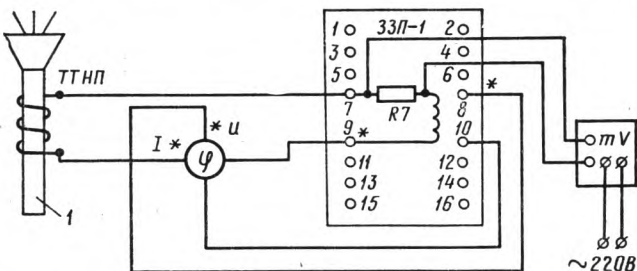 1 ЗЗП-1 2
3 4
5 6
ТТНП
7 R7 8 *
* u
9 * 10
I * φ
mV
11 12
13 14
15 16
1
~220В